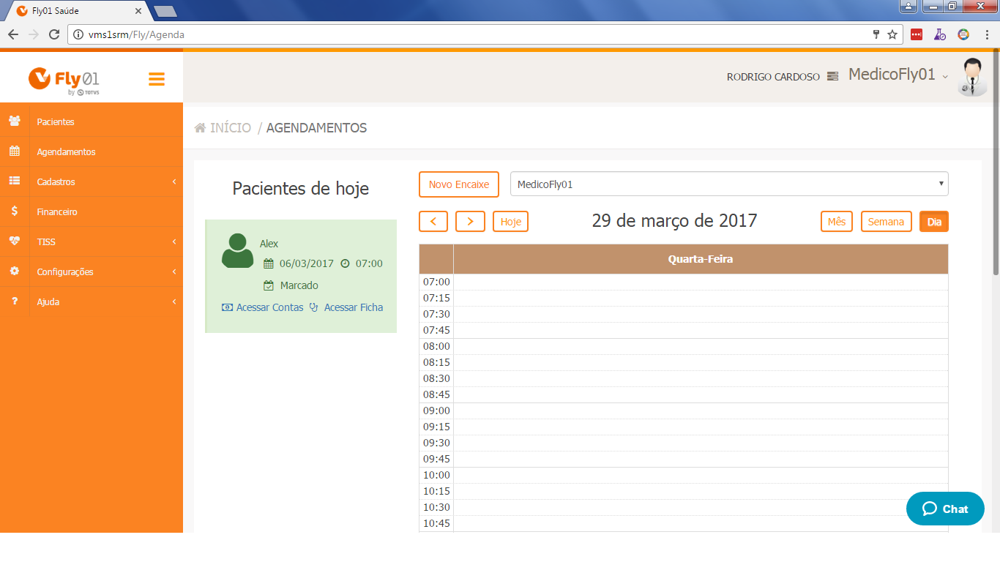 Fly01 Saúde
vms1srm/Fly/Agenda
Fly01
by TOTVS
RODRIGO CARDOSO
MedicoFly01
Pacientes
Agendamentos
Cadastros
Financeiro
TISS
Configurações
Ajuda
INÍCIO / AGENDAMENTOS
Pacientes de hoje
Alex
06/03/2017 07:00
Marcado
Acessar Contas Acessar Ficha
Novo Encaixe
MedicoFly01
< > Hoje
29 de março de 2017
Mês Semana Dia
Quarta-Feira
07:00
07:15
07:30
07:45
08:00
08:15
08:30
08:45
09:00
09:15
09:30
09:45
10:00
10:15
10:30
10:45
Chat